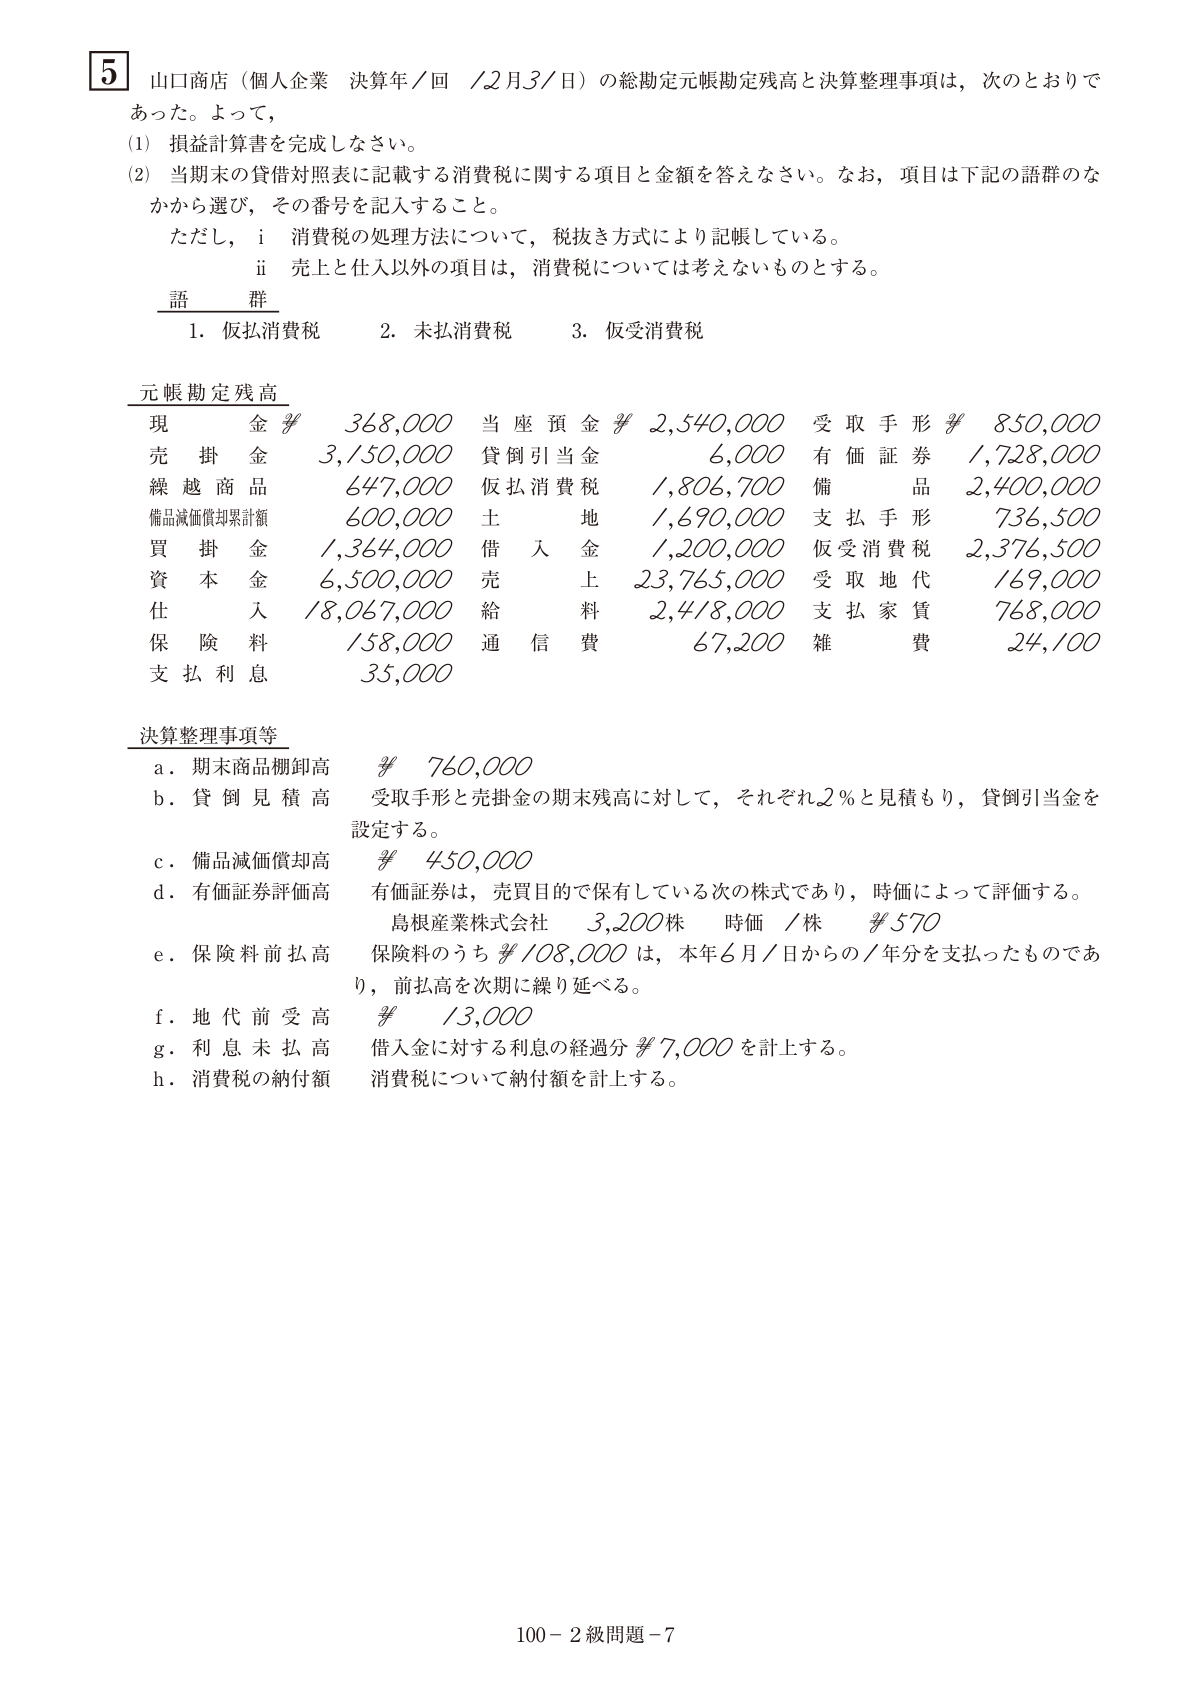 5 山口商店（個人企業　決算年1回　12月31日）の総勘定元帳勘定残高と決算整理事項は，次のとおりで
あった。よって，
⑴　損益計算書を完成しなさい。
⑵　当期末の貸借対照表に記載する消費税に関する項目と金額を答えなさい。なお，項目は下記の語群のな
かから選び，その番号を記入すること。
ただし，ⅰ　消費税の処理方法について，税抜き方式により記帳している。
ⅱ　売上と仕入以外の項目は，消費税については考えないものとする。
語　　　群
1．仮払消費税　　2．未払消費税　　3．仮受消費税
元帳勘定残高
現　　　金 ¥ 368,000　当座預金 ¥ 2,540,000　受取手形 ¥ 850,000
売掛金 3,150,000　貸倒引当金 6,000　有価証券 1,728,000
繰越商品 647,000　仮払消費税 1,806,700　備　　　品 2,400,000
備品減価償却累計額 600,000　土　　　地 1,690,000　支払手形 736,500
買掛金 1,364,000　借入金 1,200,000　仮受消費税 2,376,500
資本金 6,500,000　売　　　上 23,765,000　受取地代 169,000
仕　　　入 18,067,000　給　　　料 2,418,000　支払家賃 768,000
保険料 158,000　通信費 67,200　雑　　　費 24,100
支払利息 35,000
決算整理事項等
a．期末商品棚卸高　¥ 760,000
b．貸倒見積高　受取手形と売掛金の期末残高に対して，それぞれ2％と見積もり，貸倒引当金を
設定する。
c．備品減価償却高　¥ 450,000
d．有価証券評価高　有価証券は，売買目的で保有している次の株式であり，時価によって評価する。
島根産業株式会社　3,200株　時価　1株　¥570
e．保険料前払高　保険料のうち¥108,000は，本年6月1日からの1年分を支払ったものであ
り，前払高を次期に繰り延べる。
f．地代前受高　¥ 13,000
g．利息未払高　借入金に対する利息の経過分¥7,000を計上する。
h．消費税の納付額　消費税について納付額を計上する。
100－２級問題－7